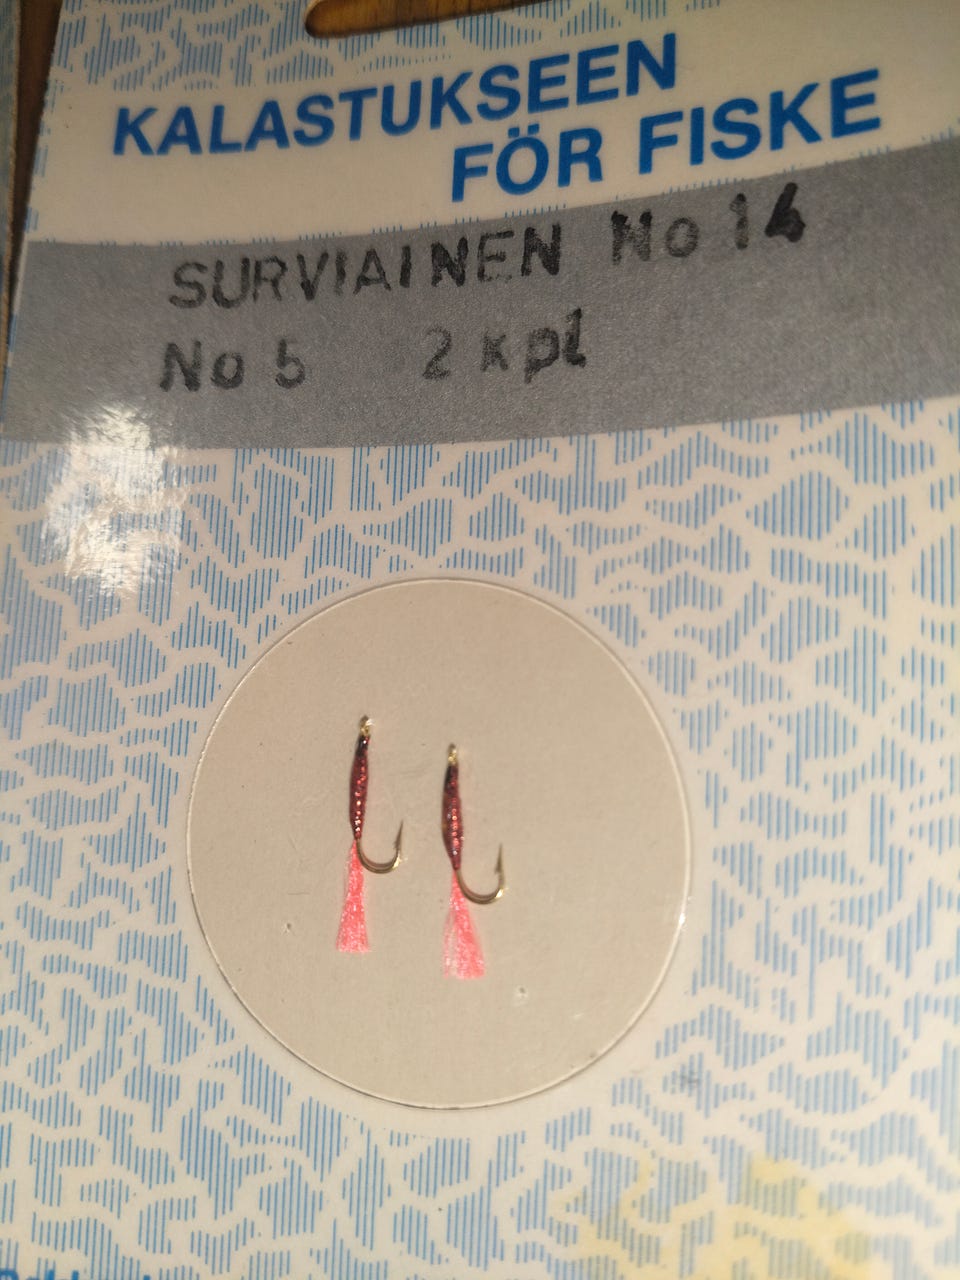 KALASTUKSEEN
FÖR FISKE
SURVIAINEN No 14
No 5 2 kpl